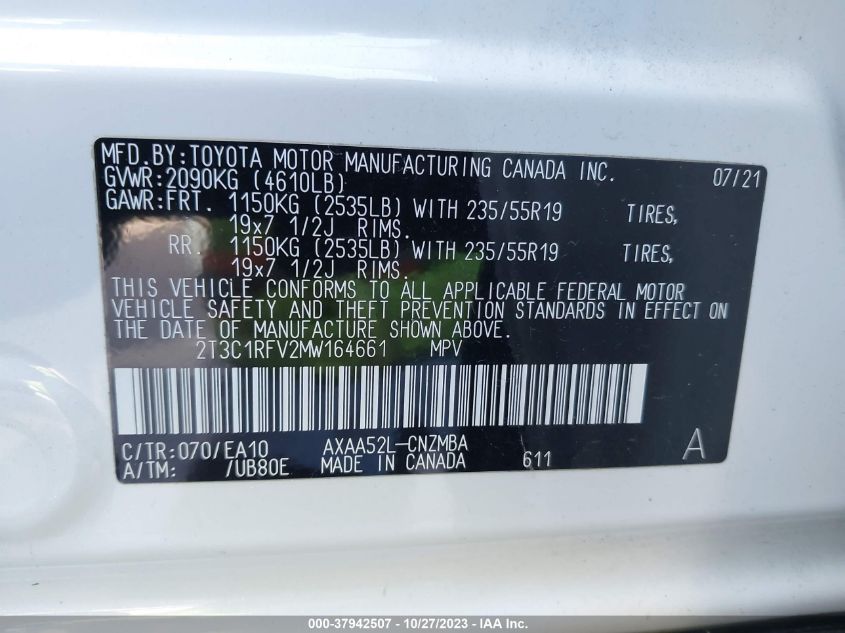 MFD.BY:TOYOTA MOTOR MANUFACTURING CANADA INC. 07/21
GVWR:2090KG (4610LB)
GAWR:FRT. 1150KG (2535LB) WITH 235/55R19 TIRES,
19x7 1/2J RIMS.
RR. 1150KG (2535LB) WITH 235/55R19 TIRES,
19x7 1/2J RIMS.
THIS VEHICLE CONFORMS TO ALL APPLICABLE FEDERAL MOTOR
VEHICLE SAFETY AND THEFT PREVENTION STANDARDS IN EFFECT ON
THE DATE OF MANUFACTURE SHOWN ABOVE.
2T3C1RFV2MW164661 MPV
C/TR:070/EA10 AXAA52L-CNZMBA A
A/TM: /UB80E MADE IN CANADA 611
000-37942507 - 10/27/2023 - IAA Inc.